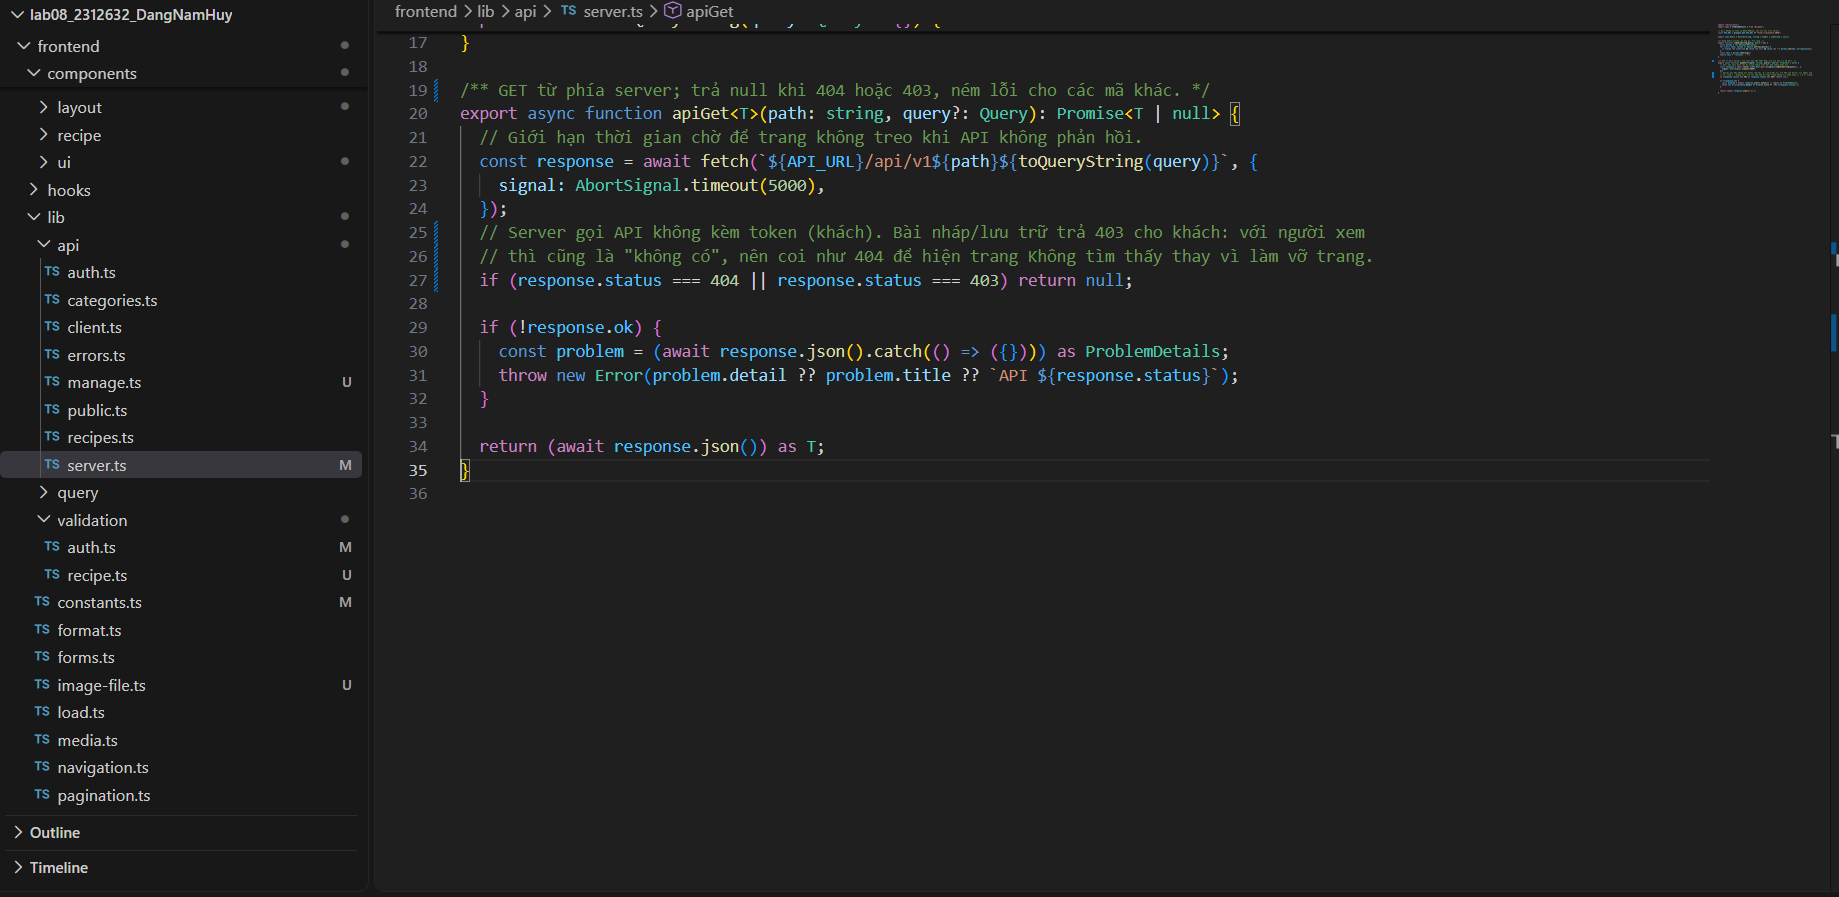 lab08_2312632_DangNamHuy
frontend
components
layout
recipe
ui
hooks
lib
api
TS auth.ts
TS categories.ts
TS client.ts
TS errors.ts
TS manage.ts U
TS public.ts
TS recipes.ts
TS server.ts M
query
validation
TS auth.ts M
TS recipe.ts U
TS constants.ts M
TS format.ts
TS forms.ts
TS image-file.ts U
TS load.ts
TS media.ts
TS navigation.ts
TS pagination.ts
Outline
Timeline
frontend > lib > api > TS server.ts > apiGet
17 }
18
19 /** GET từ phía server; trả null khi 404 hoặc 403, ném lỗi cho các mã khác. */
20 export async function apiGet<T>(path: string, query?: Query): Promise<T | null> {
21 // Giới hạn thời gian chờ để trang không treo khi API không phản hồi.
22 const response = await fetch(`${API_URL}/api/v1${path}${toQueryString(query)}`, {
23 signal: AbortSignal.timeout(5000),
24 });
25 // Server gọi API không kèm token (khách). Bài nháp/lưu trữ trả 403 cho khách: với người xem
26 // thì cũng là "không có", nên coi như 404 để hiện trang Không tìm thấy thay vì làm vỡ trang.
27 if (response.status === 404 || response.status === 403) return null;
28
29 if (!response.ok) {
30 const problem = (await response.json().catch(() => ({}))) as ProblemDetails;
31 throw new Error(problem.detail ?? problem.title ?? `API ${response.status}`);
32 }
33
34 return (await response.json()) as T;
35 }
36